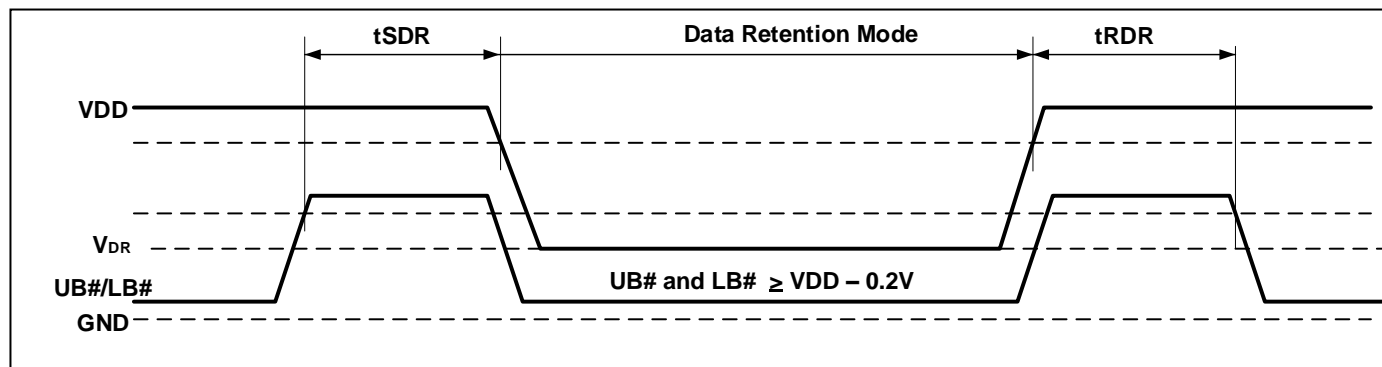 tSDR Data Retention Mode tRDR
VDD
VDR
UB# and LB# ≥ VDD – 0.2V
UB#/LB#
GND